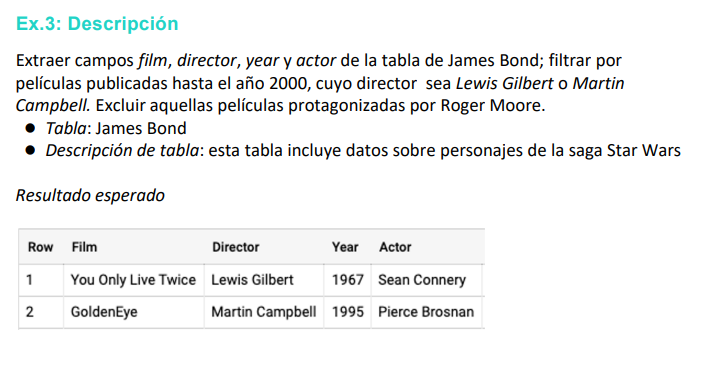 Ex.3: Descripción
Extraer campos film, director, year y actor de la tabla de James Bond; filtrar por
películas publicadas hasta el año 2000, cuyo director sea Lewis Gilbert o Martin
Campbell. Excluir aquellas películas protagonizadas por Roger Moore.
● Tabla: James Bond
● Descripción de tabla: esta tabla incluye datos sobre personajes de la saga Star Wars
Resultado esperado
Row Film Director Year Actor
1 You Only Live Twice Lewis Gilbert 1967 Sean Connery
2 GoldenEye Martin Campbell 1995 Pierce Brosnan